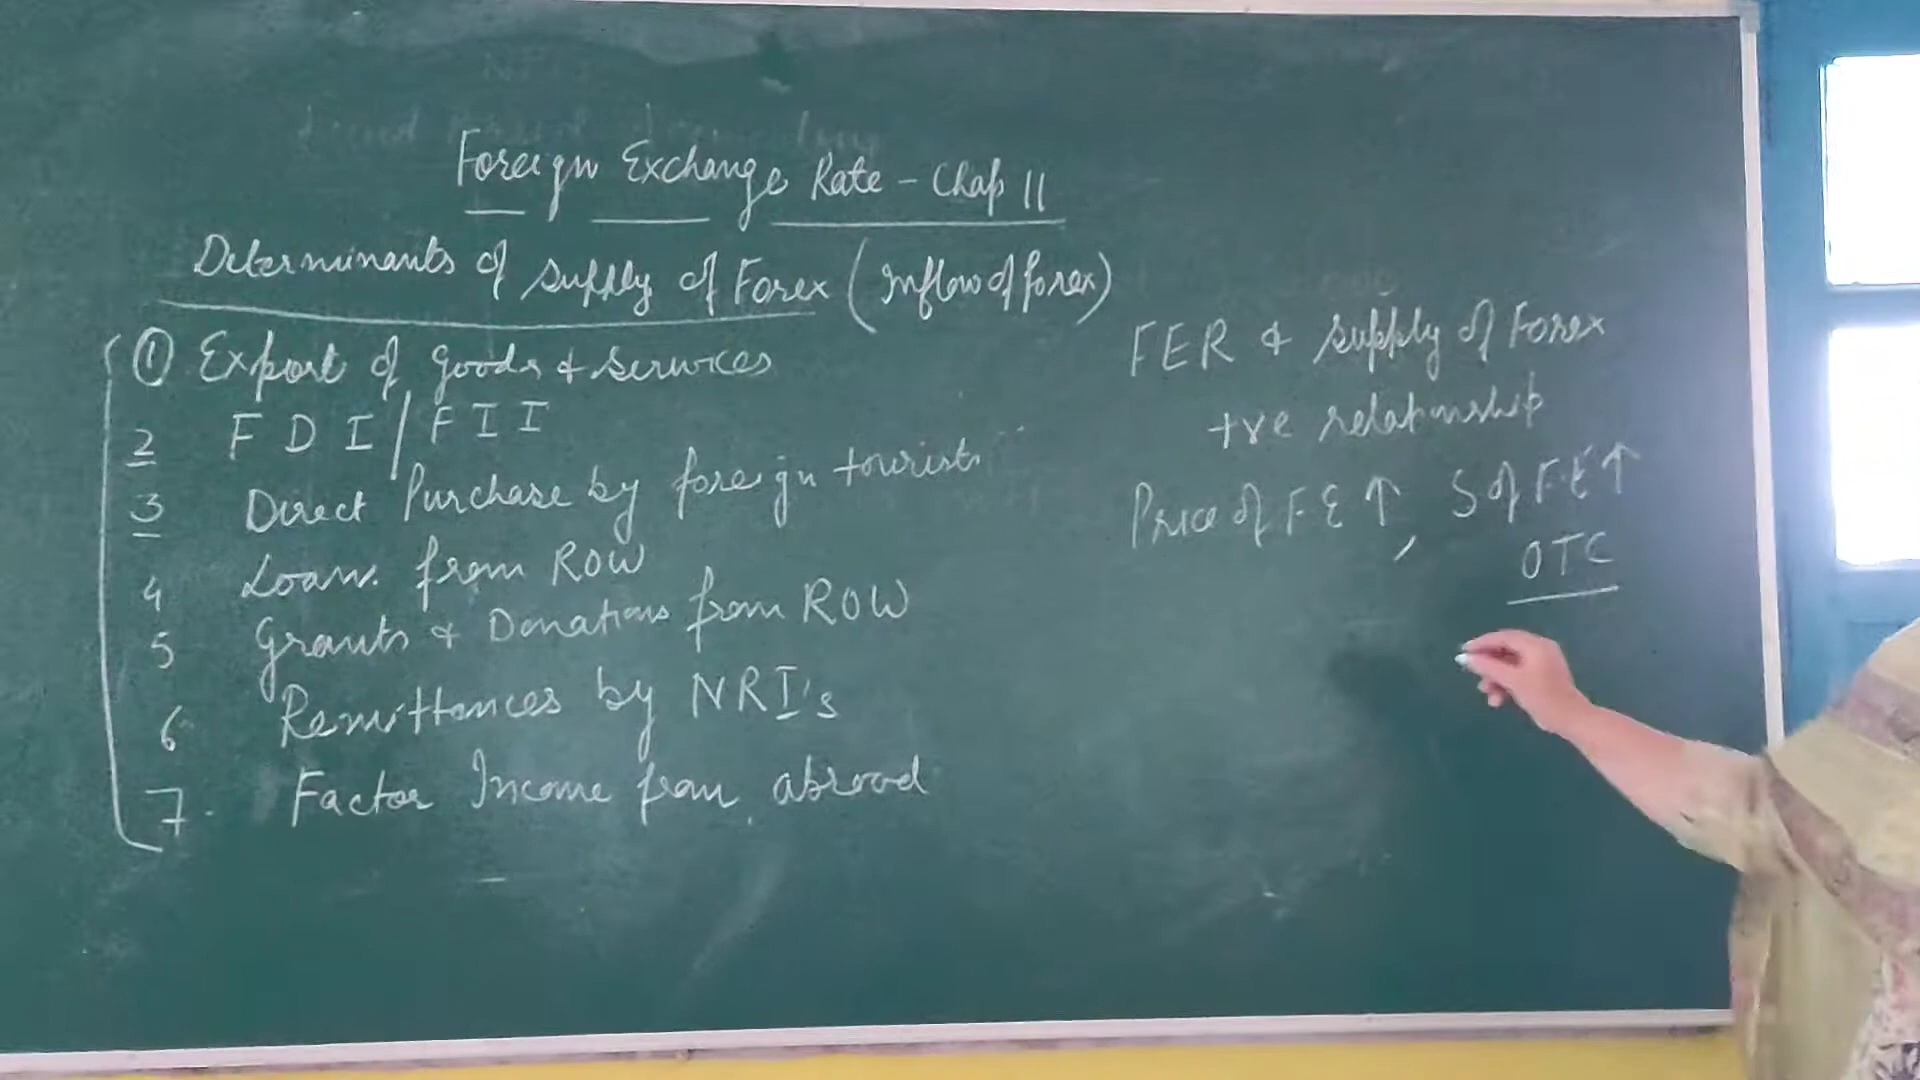 Foreign Exchange Rate - Chap 11
Determinants of supply of Forex (Inflow of forex)
① Export of goods & services
2 FDI/FII
3 Direct Purchase by foreign tourists
4 Loans from ROW
5 Grants & Donations from ROW
6 Remittances by NRI's
7. Factor Income from abroad
FER & supply of Forex
+ve relationship
Price of FE ↑, S of FE ↑
OTC